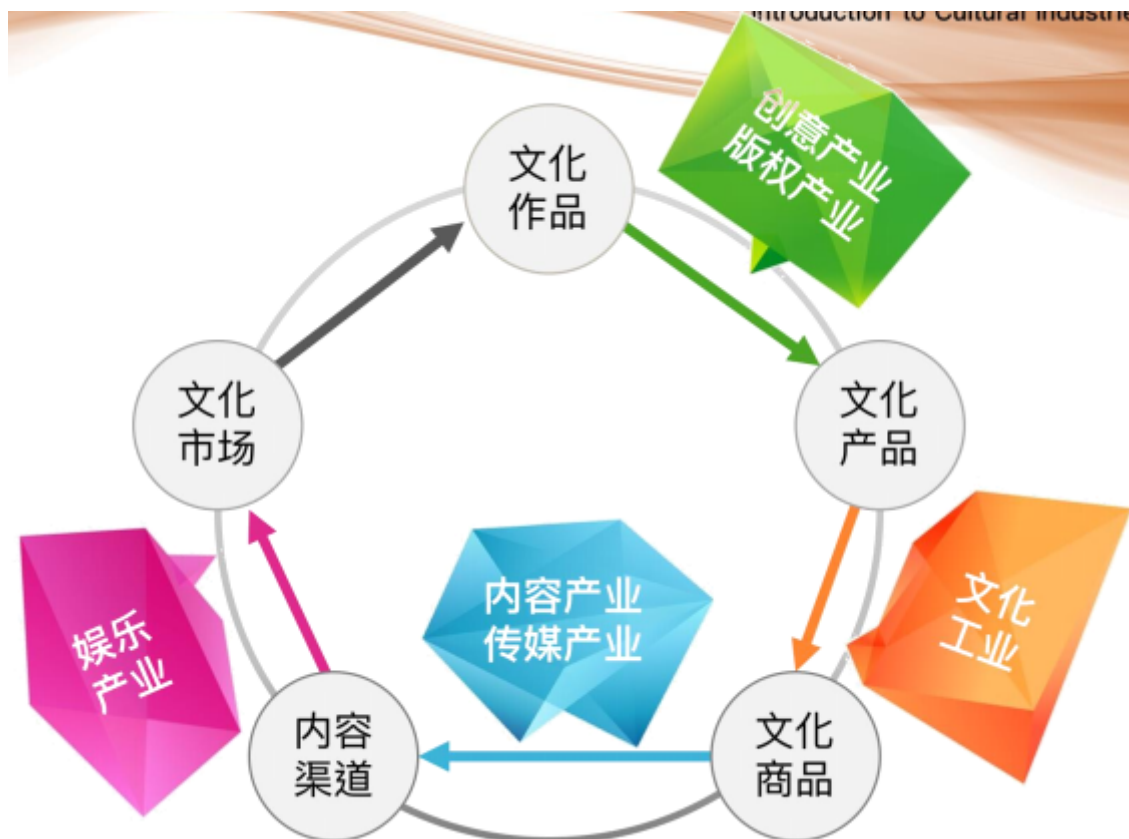 Introduction to Cultural Industrie
创意产业
版权产业
文化
作品
文化
市场
文化
产品
娱乐
产业
内容产业
传媒产业
文化
工业
内容
渠道
文化
商品